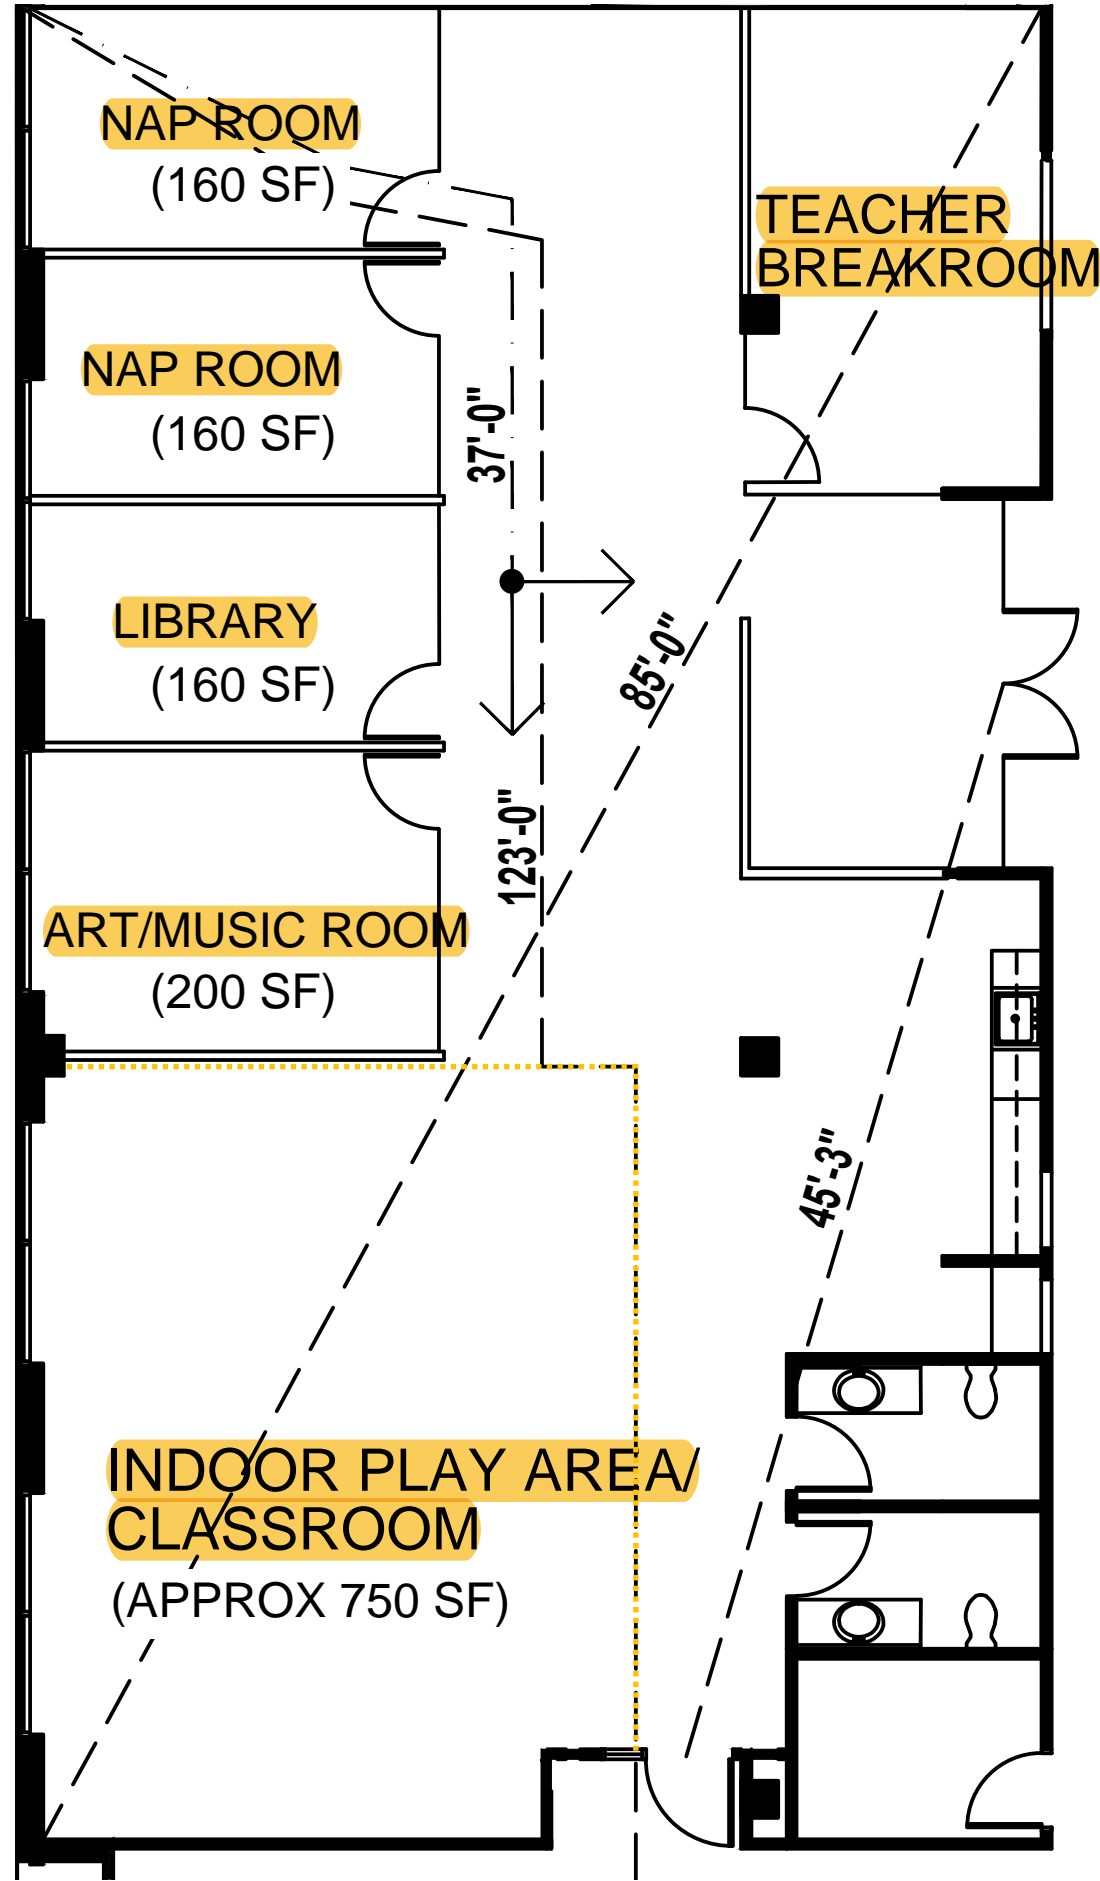 NAP ROOM
(160 SF)
TEACHER
BREAKROOM
NAP ROOM
(160 SF)
37'-0"
LIBRARY
(160 SF)
85'-0"
123'-0"
ART/MUSIC ROOM
(200 SF)
45'-3"
INDOOR PLAY AREA/
CLASSROOM
(APPROX 750 SF)